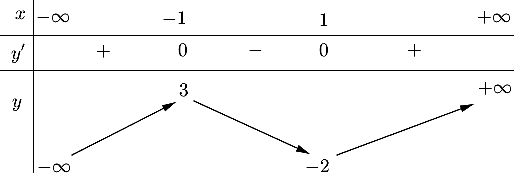 x −∞ −1 1 +∞
y′ + 0 − 0 +
3 +∞
y
−∞ −2